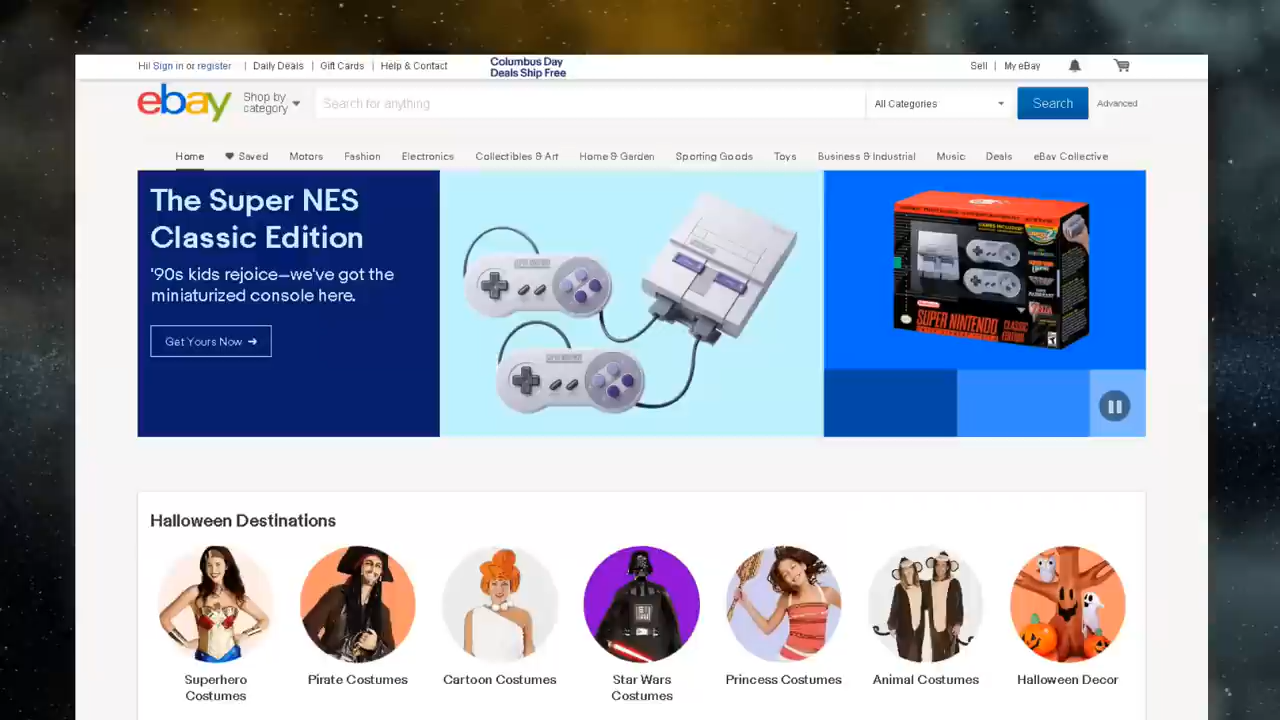 Hi! Sign in or register
Daily Deals
Gift Cards
Help & Contact
Columbus Day
Deals Ship Free
Sell
My eBay
ebay
Shop by
category
Search for anything
All Categories
Search
Advanced
Home
Saved
Motors
Fashion
Electronics
Collectibles & Art
Home & Garden
Sporting Goods
Toys
Business & Industrial
Music
Deals
eBay Collective
The Super NES
Classic Edition
'90s kids rejoice—we've got the
miniaturized console here.
Get Yours Now
SUPER NINTENDO
CLASSIC
EDITION
Halloween Destinations
Superhero
Costumes
Pirate Costumes
Cartoon Costumes
Star Wars
Costumes
Princess Costumes
Animal Costumes
Halloween Decor